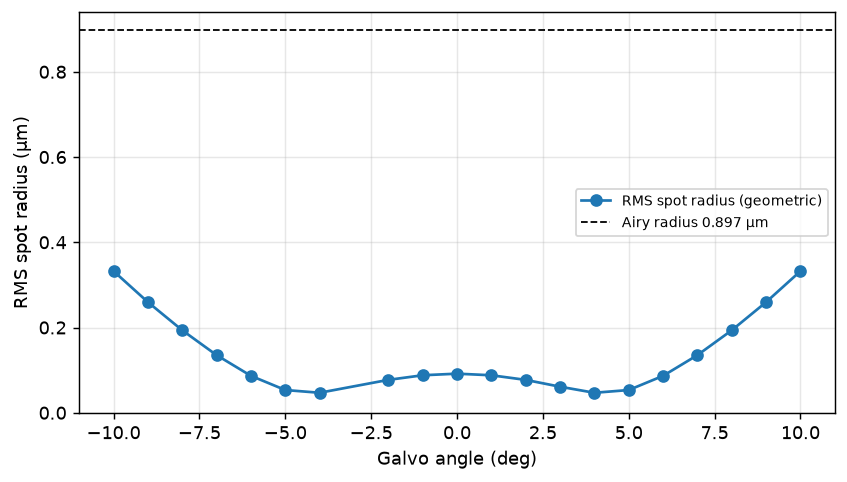 RMS spot radius (μm)
0.8
0.6
0.4
0.2
0.0
RMS spot radius (geometric)
Airy radius 0.897 μm
−10.0 −7.5 −5.0 −2.5 0.0 2.5 5.0 7.5 10.0
Galvo angle (deg)